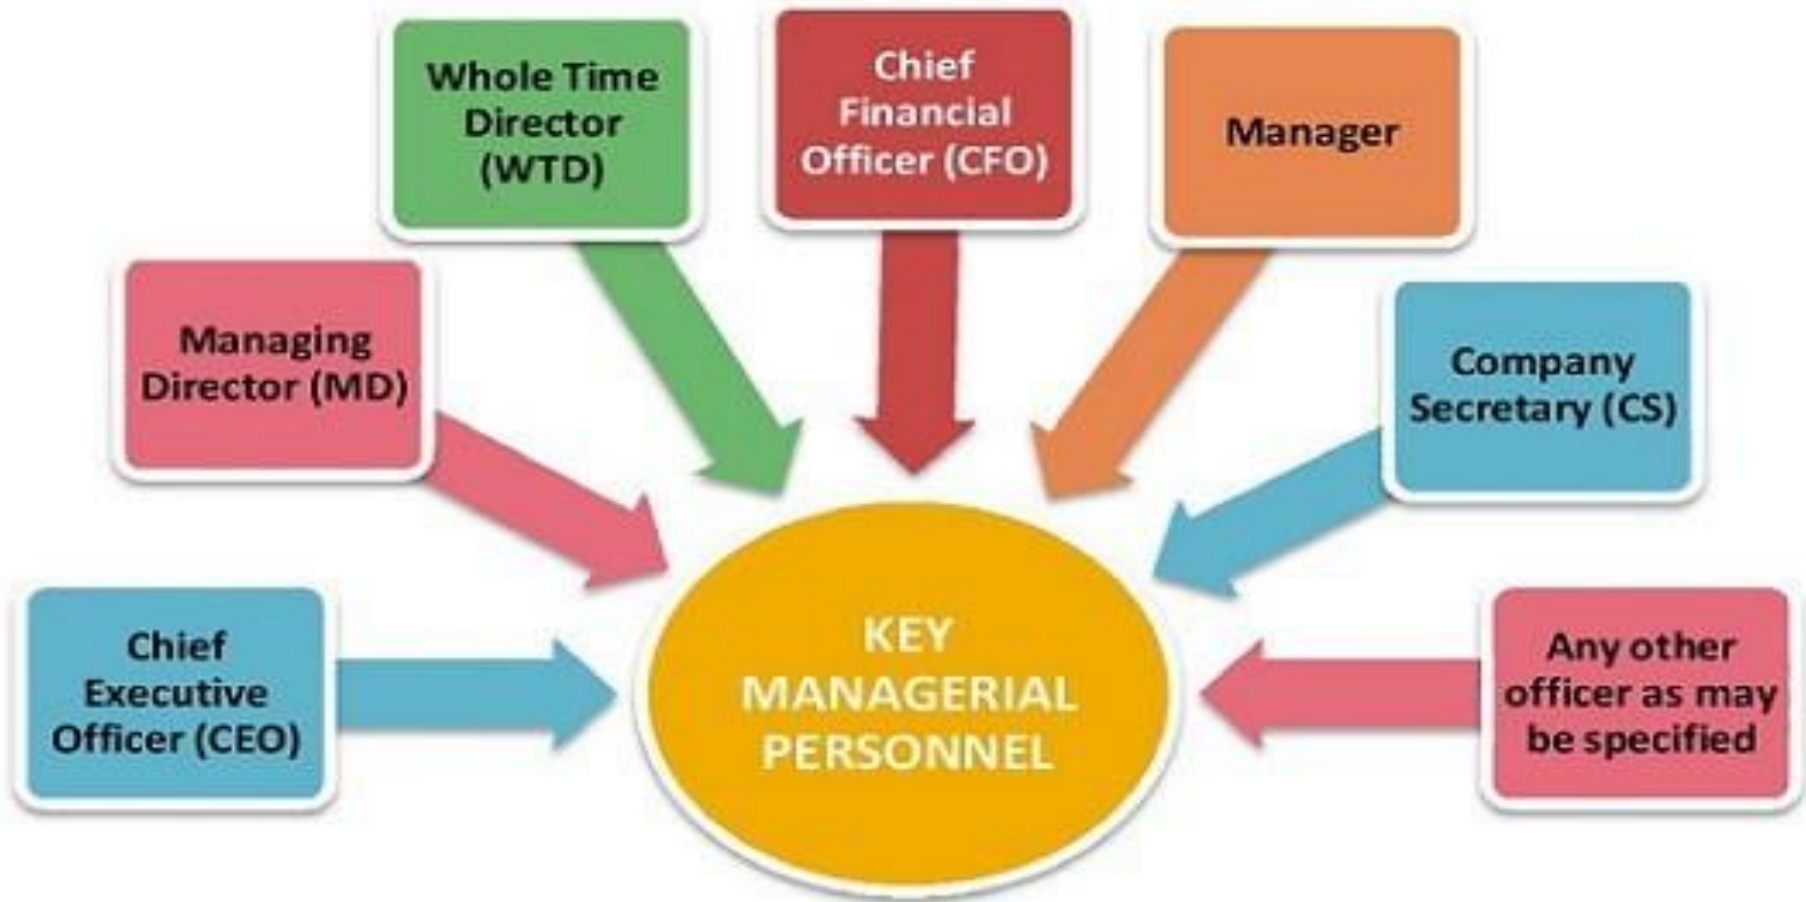 Whole Time
Director
(WTD)
Chief
Financial
Officer (CFO)
Manager
Managing
Director (MD)
Company
Secretary (CS)
Chief
Executive
Officer (CEO)
KEY
MANAGERIAL
PERSONNEL
Any other
officer as may
be specified